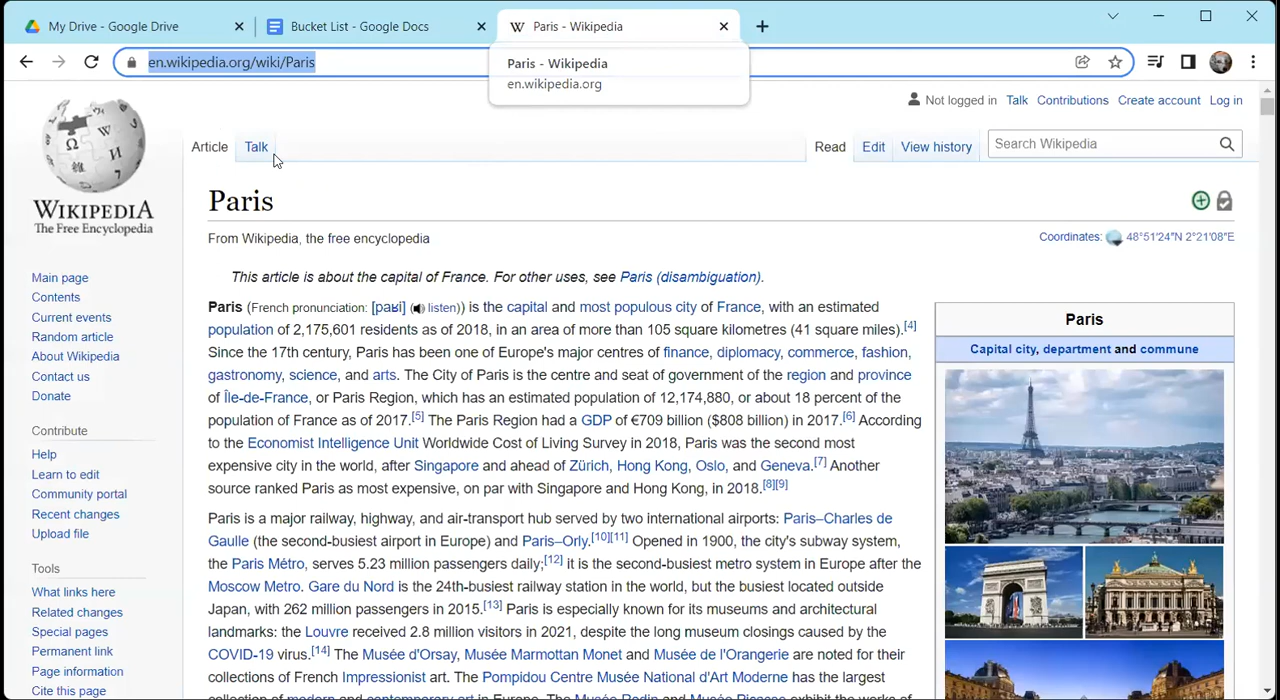 My Drive - Google Drive
Bucket List - Google Docs
Paris - Wikipedia
en.wikipedia.org/wiki/Paris
Paris - Wikipedia
en.wikipedia.org
Not logged in Talk Contributions Create account Log in
Article Talk Read Edit View history Search Wikipedia
WIKIPEDIA
The Free Encyclopedia
Main page
Contents
Current events
Random article
About Wikipedia
Contact us
Donate
Contribute
Help
Learn to edit
Community portal
Recent changes
Upload file
Tools
What links here
Related changes
Special pages
Permanent link
Page information
Cite this page
Paris
From Wikipedia, the free encyclopedia
Coordinates: 48°51′24″N 2°21′08″E
This article is about the capital of France. For other uses, see Paris (disambiguation).
Paris (French pronunciation: [paʁi] (listen)) is the capital and most populous city of France, with an estimated
population of 2,175,601 residents as of 2018, in an area of more than 105 square kilometres (41 square miles).[4]
Since the 17th century, Paris has been one of Europe's major centres of finance, diplomacy, commerce, fashion,
gastronomy, science, and arts. The City of Paris is the centre and seat of government of the region and province
of Île-de-France, or Paris Region, which has an estimated population of 12,174,880, or about 18 percent of the
population of France as of 2017.[5] The Paris Region had a GDP of €709 billion ($808 billion) in 2017.[6] According
to the Economist Intelligence Unit Worldwide Cost of Living Survey in 2018, Paris was the second most
expensive city in the world, after Singapore and ahead of Zürich, Hong Kong, Oslo, and Geneva.[7] Another
source ranked Paris as most expensive, on par with Singapore and Hong Kong, in 2018.[8][9]
Paris is a major railway, highway, and air-transport hub served by two international airports: Paris–Charles de
Gaulle (the second-busiest airport in Europe) and Paris–Orly.[10][11] Opened in 1900, the city's subway system,
the Paris Métro, serves 5.23 million passengers daily;[12] it is the second-busiest metro system in Europe after the
Moscow Metro. Gare du Nord is the 24th-busiest railway station in the world, but the busiest located outside
Japan, with 262 million passengers in 2015.[13] Paris is especially known for its museums and architectural
landmarks: the Louvre received 2.8 million visitors in 2021, despite the long museum closings caused by the
COVID-19 virus.[14] The Musée d'Orsay, Musée Marmottan Monet and Musée de l'Orangerie are noted for their
collections of French Impressionist art. The Pompidou Centre Musée National d'Art Moderne has the largest
collection of modern and contemporary art in Europe. The Musée Rodin and Musée Picasso exhibit the works of
Paris
Capital city, department and commune